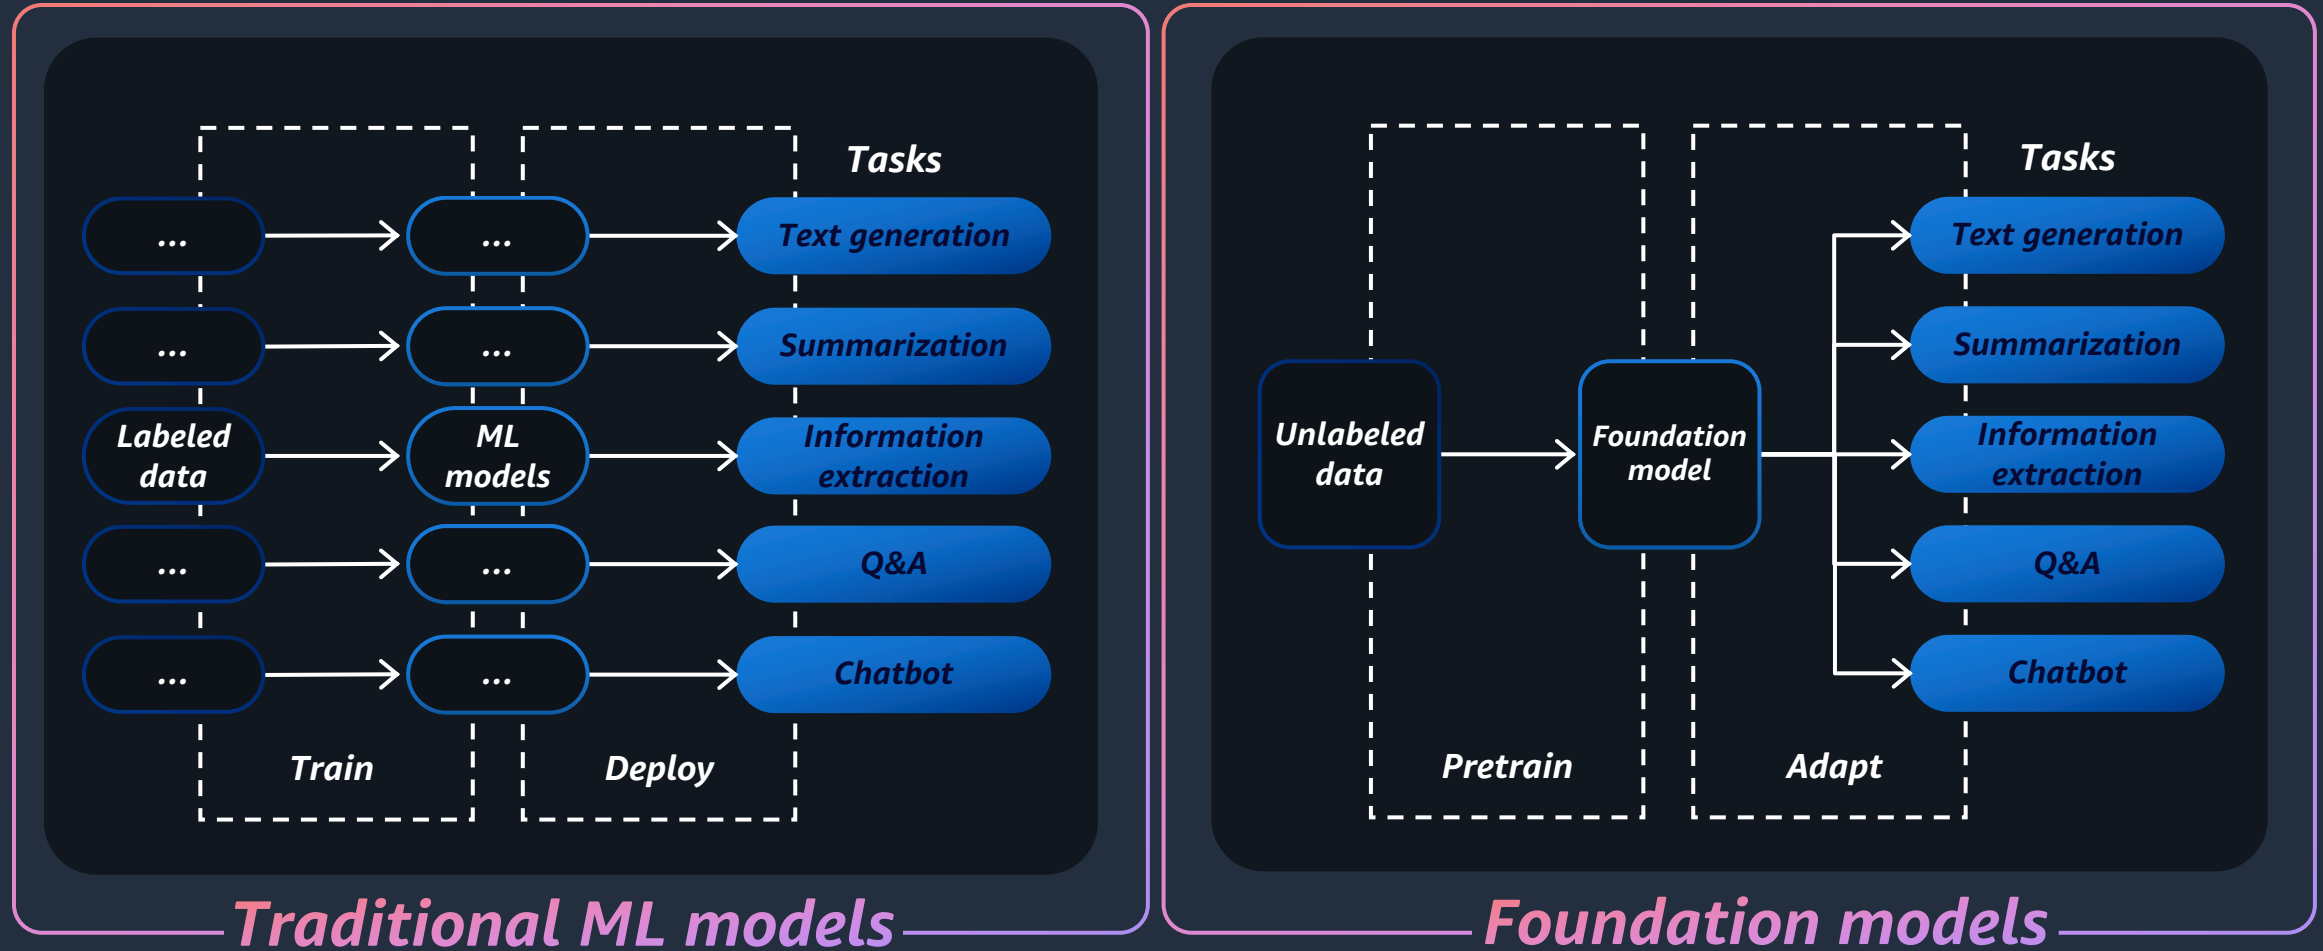 Tasks
...
...
Text generation
...
...
Summarization
Labeled
data
ML
models
Information
extraction
...
...
Q&A
...
...
Chatbot
Train
Deploy
Traditional ML models
Tasks
Text generation
Summarization
Unlabeled
data
Foundation
model
Information
extraction
Q&A
Chatbot
Pretrain
Adapt
Foundation models